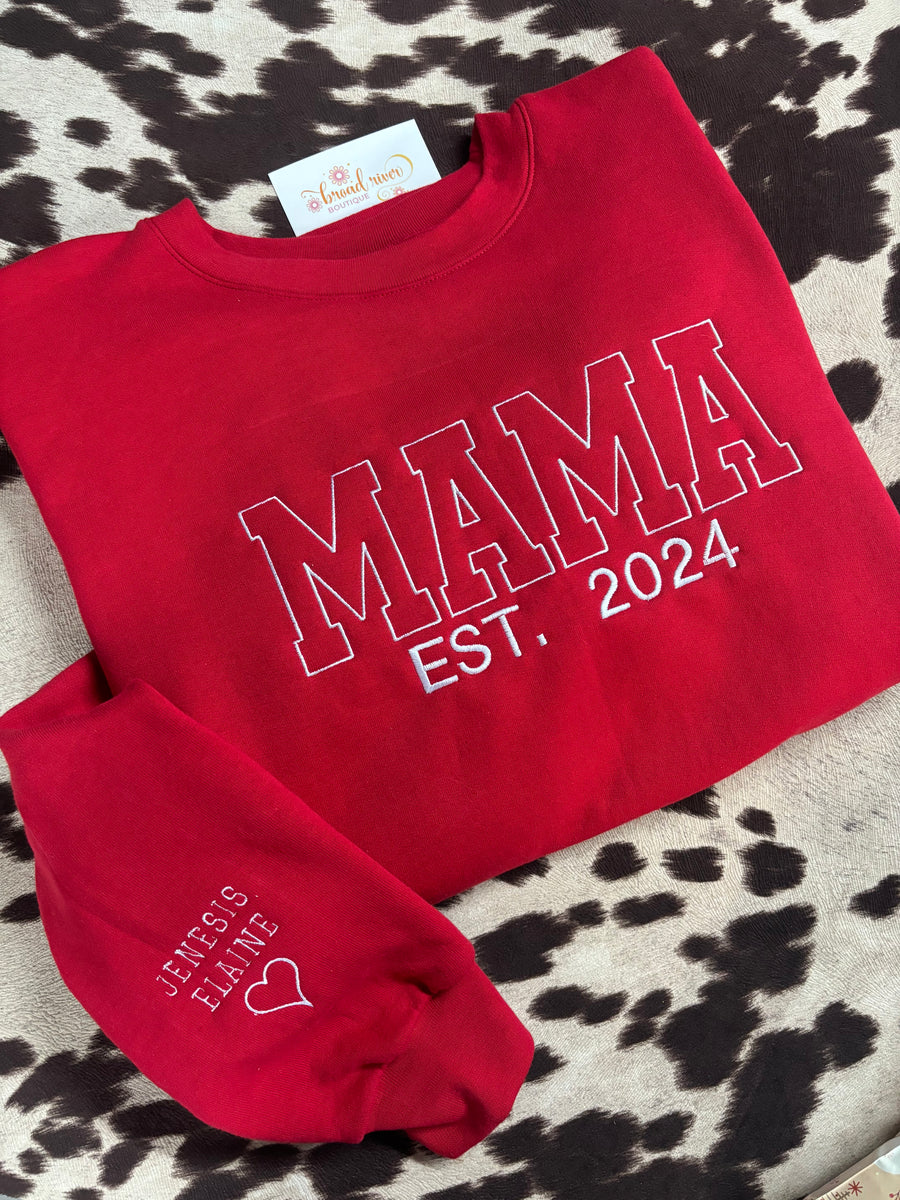 broad river
BOUTIQUE
MAMA
EST. 2024
JENESIS
ELAINE